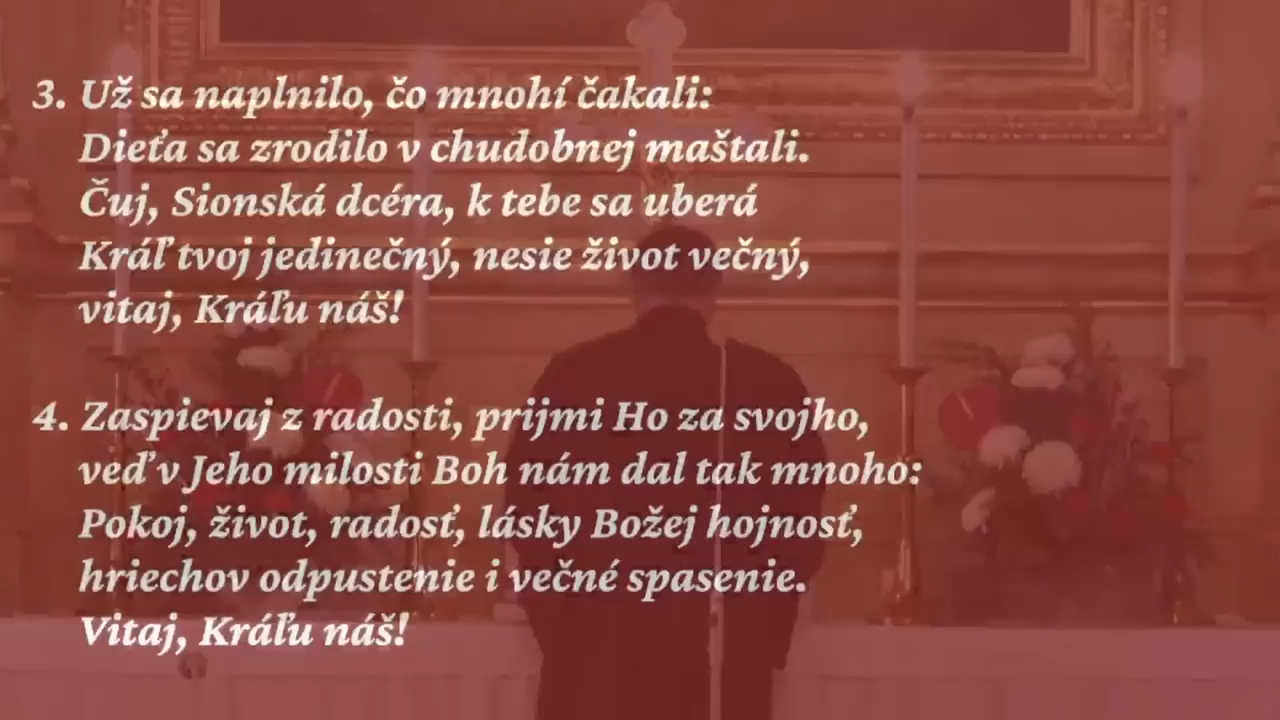 3. Už sa naplnilo, čo mnohí čakali:
Dieťa sa zrodilo v chudobnej maštali.
Čuj, Sionská dcéra, k tebe sa uberá
Kráľ tvoj jedinečný, nesie život večný,
vitaj, Kráľu náš!
4. Zaspievaj z radosti, prijmi Ho za svojho,
veď v Jeho milosti Boh nám dal tak mnoho:
Pokoj, život, radosť, lásky Božej hojnosť,
hriechov odpustenie i večné spasenie.
Vitaj, Kráľu náš!